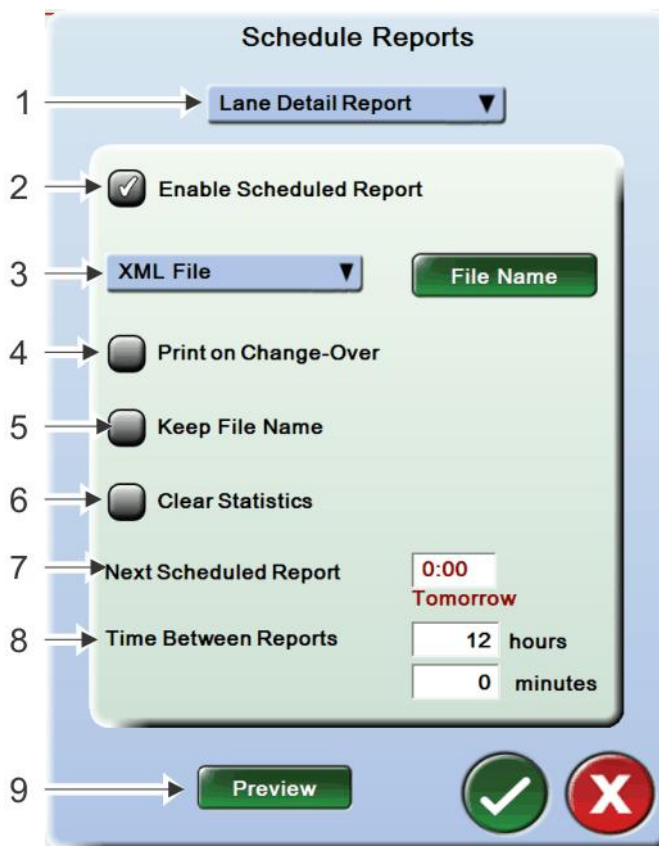 Schedule Reports
1 Lane Detail Report
2 Enable Scheduled Report
3 XML File File Name
4 Print on Change-Over
5 Keep File Name
6 Clear Statistics
7 Next Scheduled Report 0:00
Tomorrow
8 Time Between Reports 12 hours
0 minutes
9 Preview